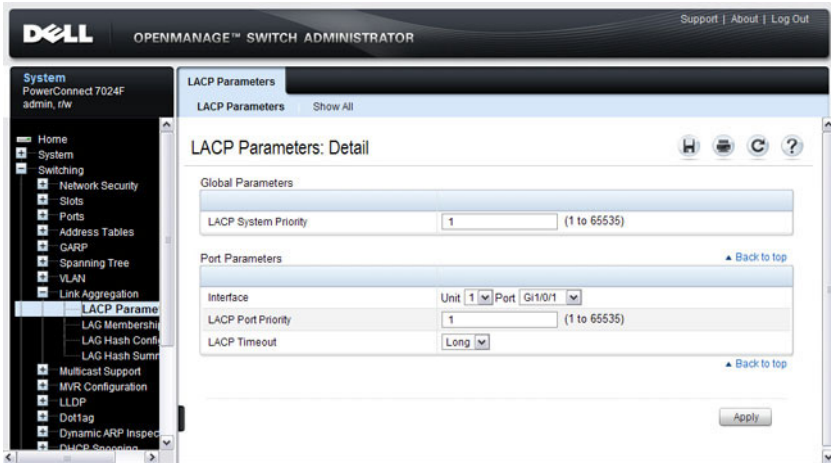 Support | About | Log Out
DELL
OPENMANAGE™ SWITCH ADMINISTRATOR
System
PowerConnect 7024F
admin, r/w
Home
System
Switching
Network Security
Slots
Ports
Address Tables
GARP
Spanning Tree
VLAN
Link Aggregation
LACP Parame
LAG Membershi
LAG Hash Confi
LAG Hash Summ
Multicast Support
MVR Configuration
LLDP
Dot1ag
Dynamic ARP Inspec
DHCP Snooping
LACP Parameters
LACP Parameters Show All
LACP Parameters: Detail
?
Global Parameters
LACP System Priority 1 (1 to 65535)
Port Parameters ▲ Back to top
Interface Unit 1 Port Gi1/0/1
LACP Port Priority 1 (1 to 65535)
LACP Timeout Long
▲ Back to top
Apply